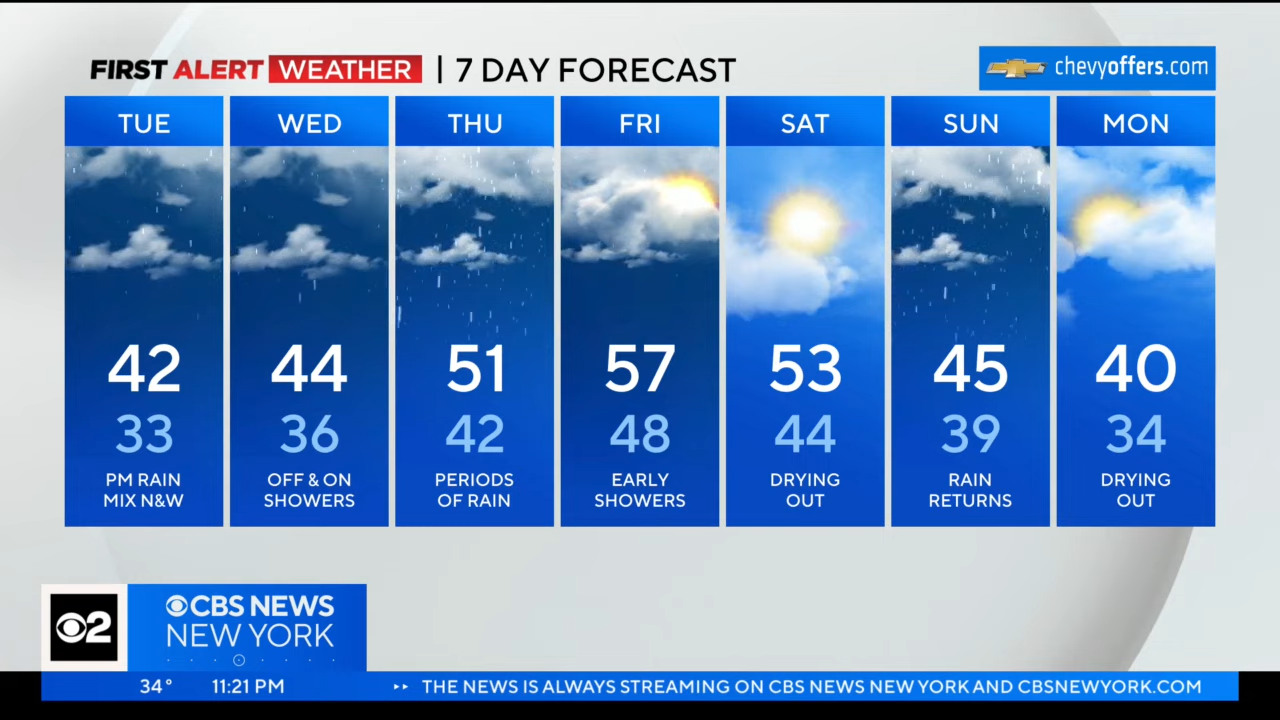 FIRST ALERT WEATHER | 7 DAY FORECAST
chevyoffers.com
TUE WED THU FRI SAT SUN MON
42 44 51 57 53 45 40
33 36 42 48 44 39 34
PM RAIN
MIX N&W
OFF & ON
SHOWERS
PERIODS
OF RAIN
EARLY
SHOWERS
DRYING
OUT
RAIN
RETURNS
DRYING
OUT
2
CBS NEWS
NEW YORK
34° 11:21 PM THE NEWS IS ALWAYS STREAMING ON CBS NEWS NEW YORK AND CBSNEWYORK.COM